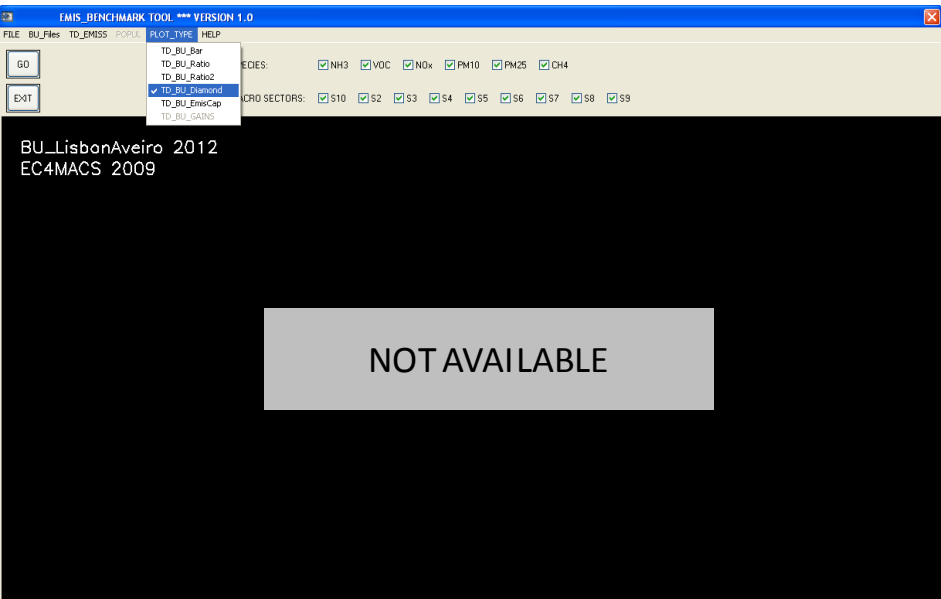 EMIS_BENCHMARK TOOL *** VERSION 1.0
FILE BU_Files TD_EMISS POPUL PLOT_TYPE HELP
GO
TD_BU_Bar
TD_BU_Ratio
TD_BU_Ratio2
TD_BU_Diamond
TD_BU_EmisCap
TD_BU_GAINS
ECIES: NH3 VOC NOx PM10 PM25 CH4
EXIT
ACRO SECTORS: S10 S2 S3 S4 S5 S6 S7 S8 S9
BU_LisbonAveiro 2012
EC4MACS 2009
NOT AVAILABLE